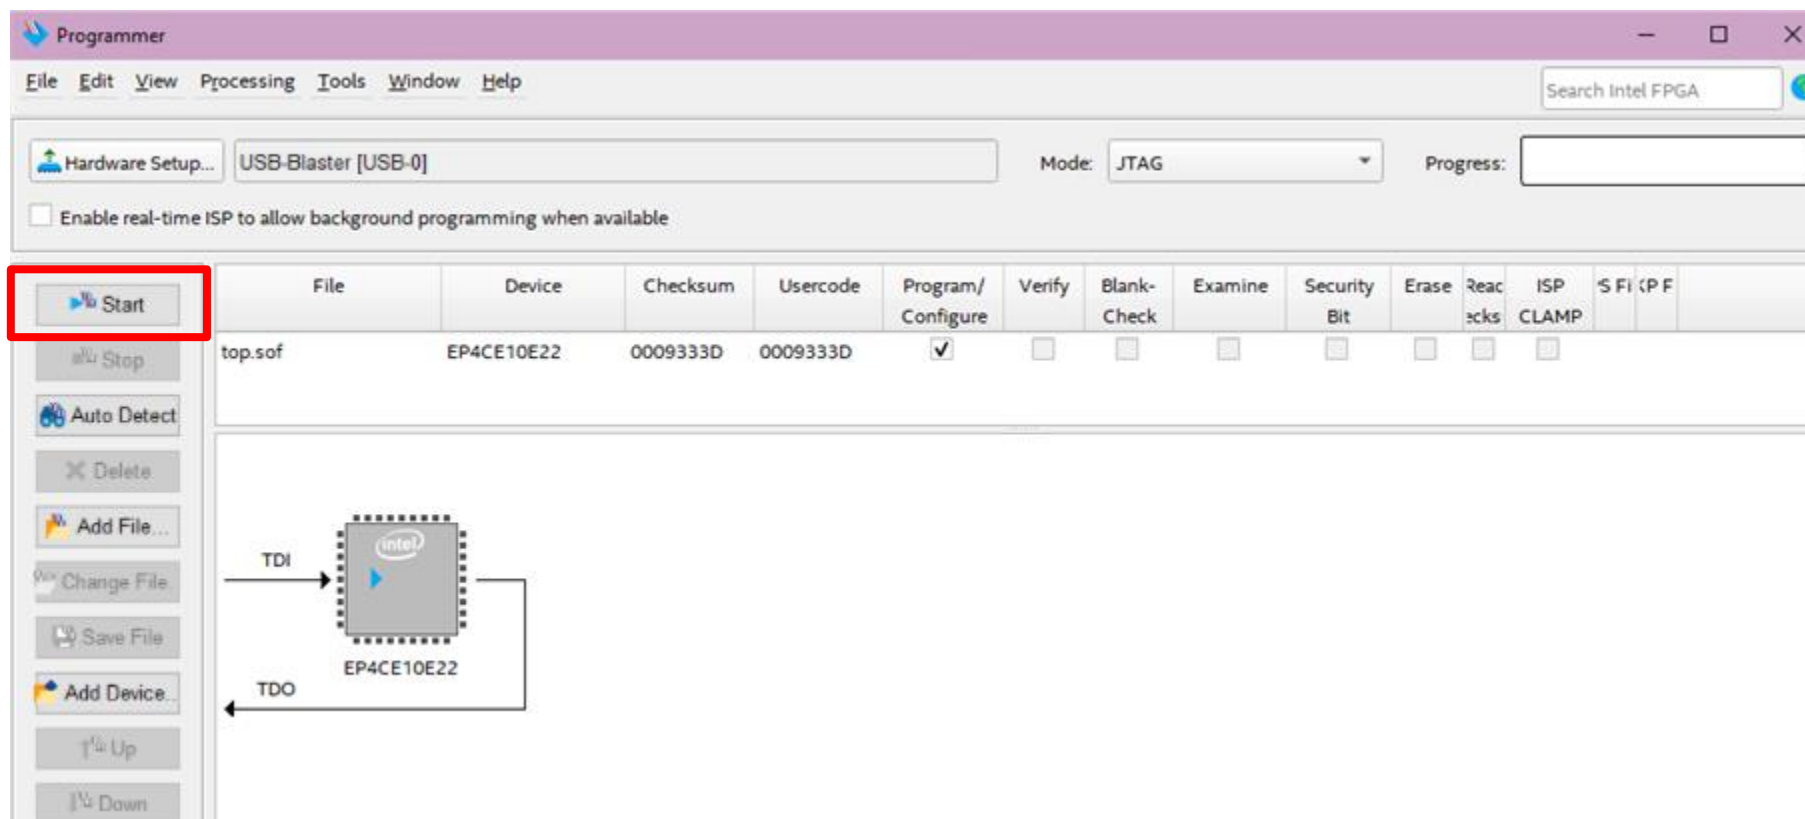 Programmer
File Edit View Processing Tools Window Help
Search Intel FPGA
Hardware Setup... USB-Blaster [USB-0] Mode: JTAG Progress:
Enable real-time ISP to allow background programming when available
Start
Stop
Auto Detect
Delete
Add File...
Change File.
Save File
Add Device..
Up
Down
File Device Checksum Usercode Program/ Verify Blank- Examine Security Erase ISP
Configure Check Bit CLAMP
top.sof EP4CE10E22 0009333D 0009333D
TDI
intel
EP4CE10E22
TDO